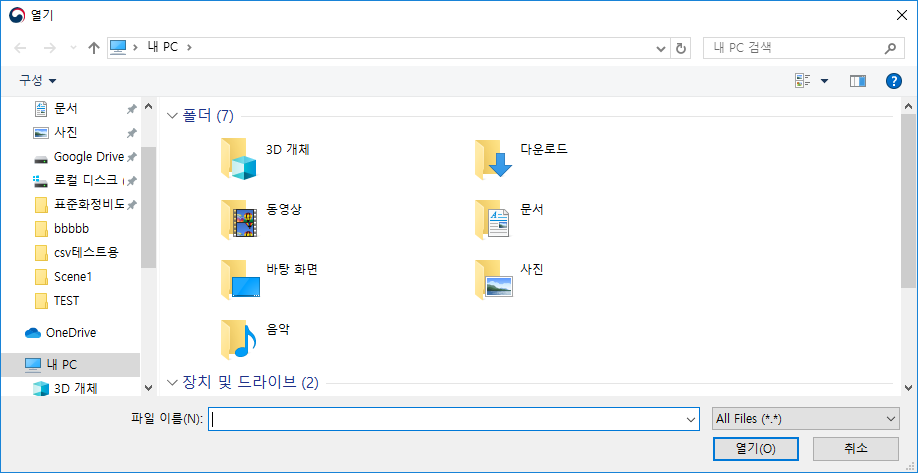 열기
내 PC
내 PC 검색
구성
문서
사진
Google Drive
로컬 디스크 (
표준화정비도
bbbbb
csv테스트용
Scene1
TEST
OneDrive
내 PC
3D 개체
폴더 (7)
3D 개체
다운로드
동영상
문서
바탕 화면
사진
음악
장치 및 드라이브 (2)
파일 이름(N):
All Files (*.*)
열기(O)
취소